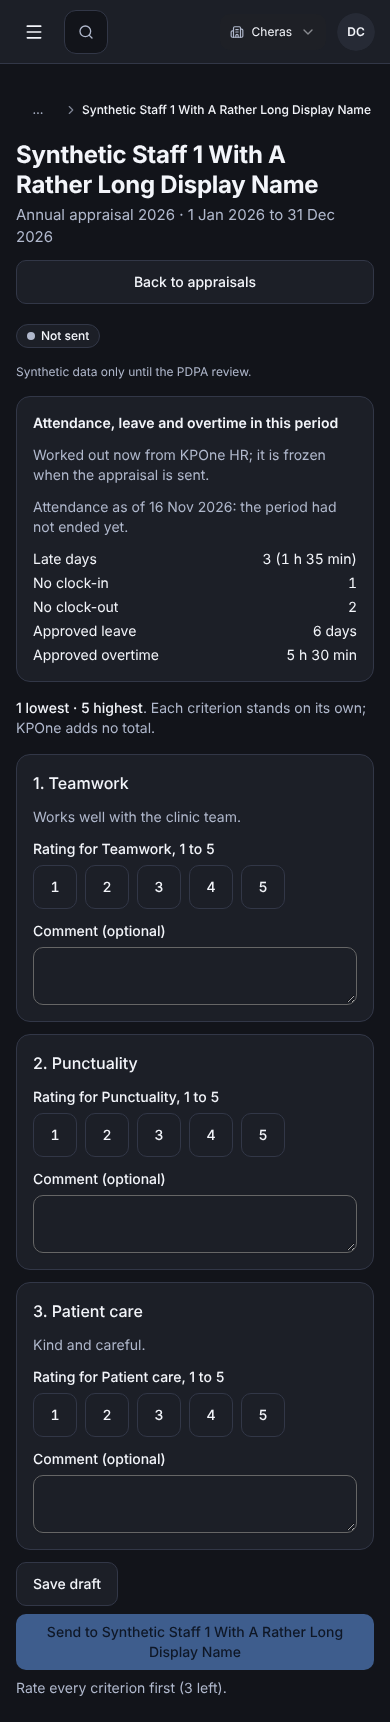 Cheras
DC
...
Synthetic Staff 1 With A Rather Long Display Name
Synthetic Staff 1 With A
Rather Long Display Name
Annual appraisal 2026 · 1 Jan 2026 to 31 Dec
2026
Back to appraisals
Not sent
Synthetic data only until the PDPA review.
Attendance, leave and overtime in this period
Worked out now from KPOne HR; it is frozen
when the appraisal is sent.
Attendance as of 16 Nov 2026: the period had
not ended yet.
Late days 3 (1 h 35 min)
No clock-in 1
No clock-out 2
Approved leave 6 days
Approved overtime 5 h 30 min
1 lowest · 5 highest. Each criterion stands on its own;
KPOne adds no total.
1. Teamwork
Works well with the clinic team.
Rating for Teamwork, 1 to 5
1 2 3 4 5
Comment (optional)
2. Punctuality
Rating for Punctuality, 1 to 5
1 2 3 4 5
Comment (optional)
3. Patient care
Kind and careful.
Rating for Patient care, 1 to 5
1 2 3 4 5
Comment (optional)
Save draft
Send to Synthetic Staff 1 With A Rather Long
Display Name
Rate every criterion first (3 left).